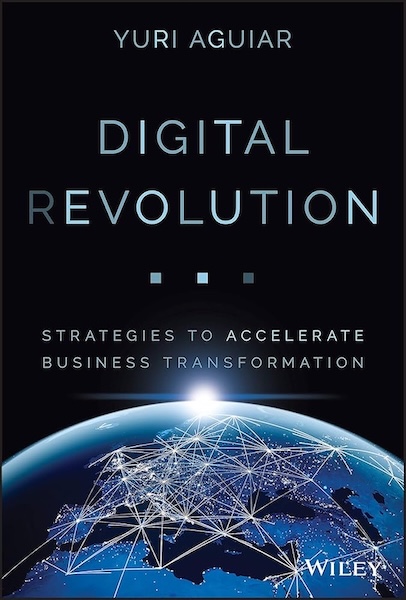 YURI AGUIAR
DIGITAL
REVOLUTION
STRATEGIES TO ACCELERATE
BUSINESS TRANSFORMATION
WILEY